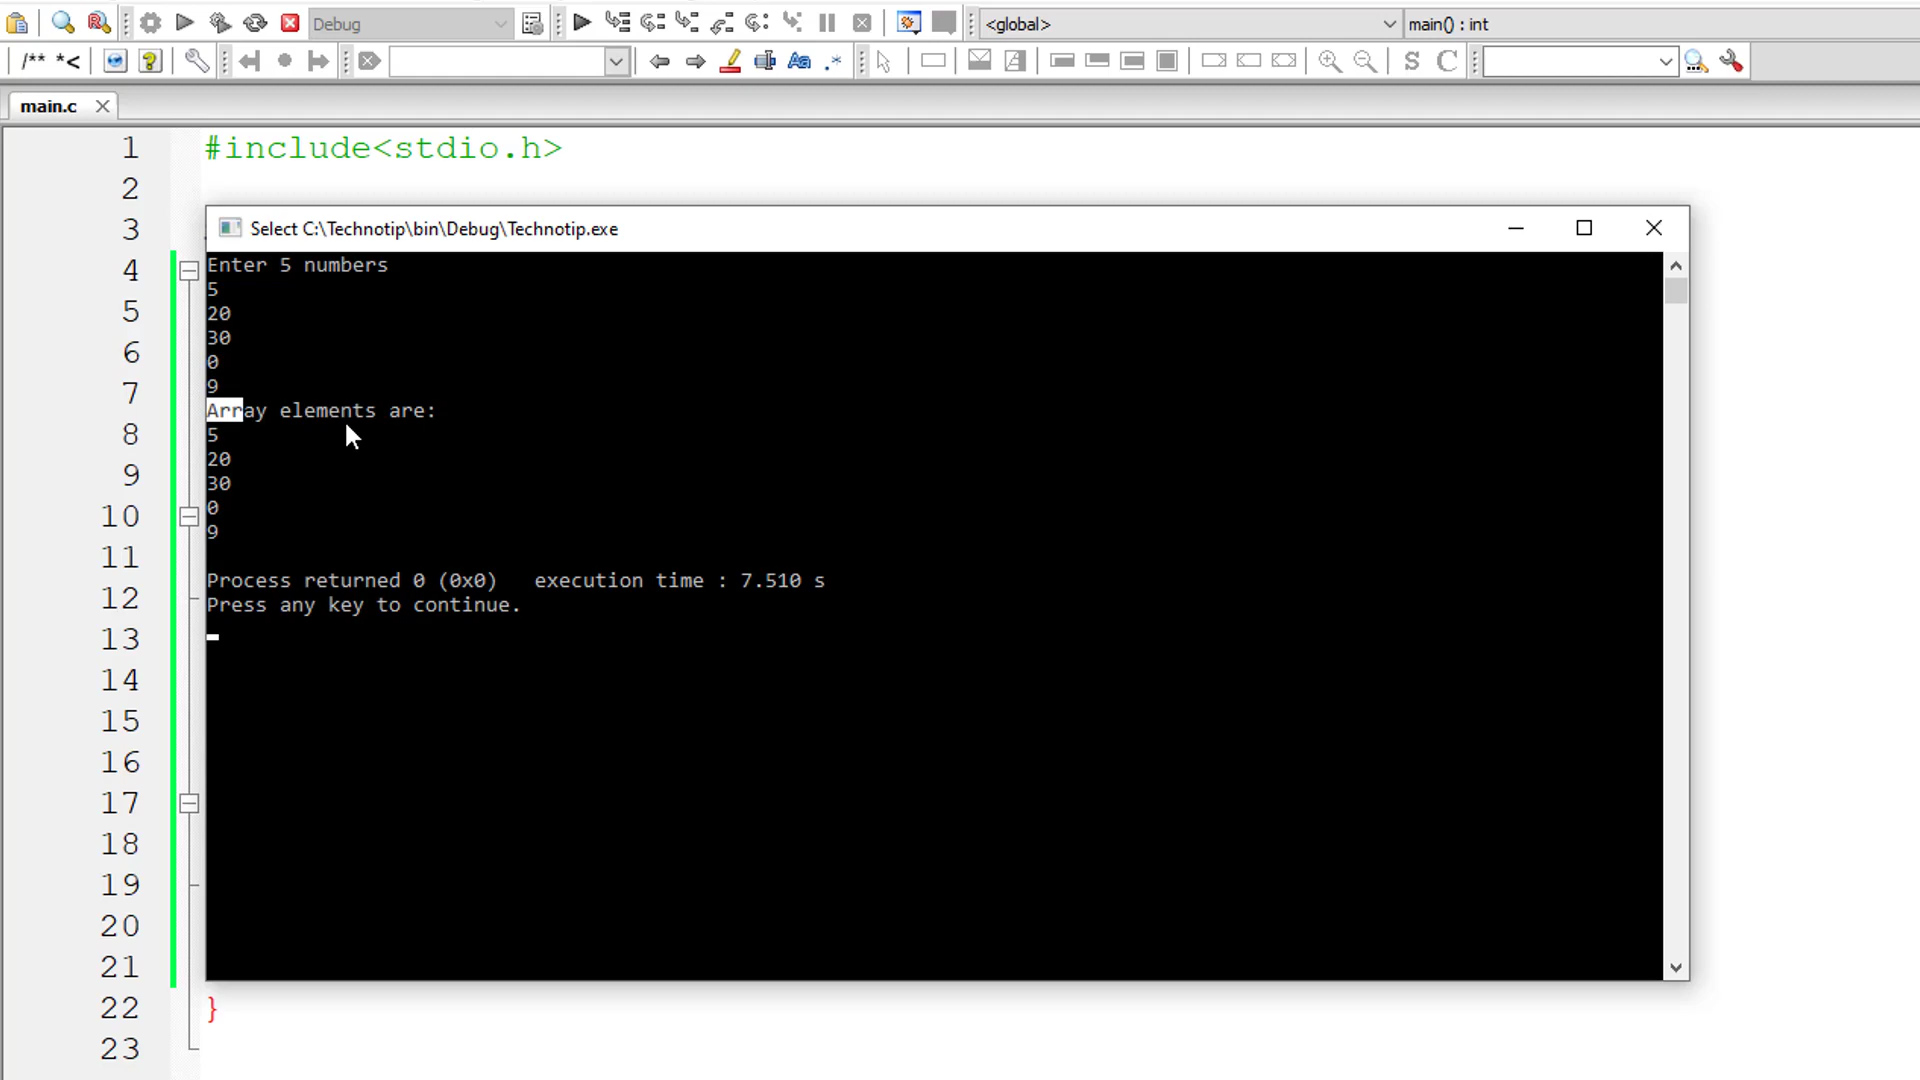 Debug
<global>
main() : int
/** *<
Aa
.*
S
C
main.c
1
#include<stdio.h>
2
3
Select C:\Technotip\bin\Debug\Technotip.exe
4
Enter 5 numbers
5
5
20
30
6
0
7
9
Array elements are:
8
5
20
9
30
10
0
9
11
Process returned 0 (0x0)   execution time : 7.510 s
12
Press any key to continue.
13
14
15
16
17
18
19
20
21
22
}
23